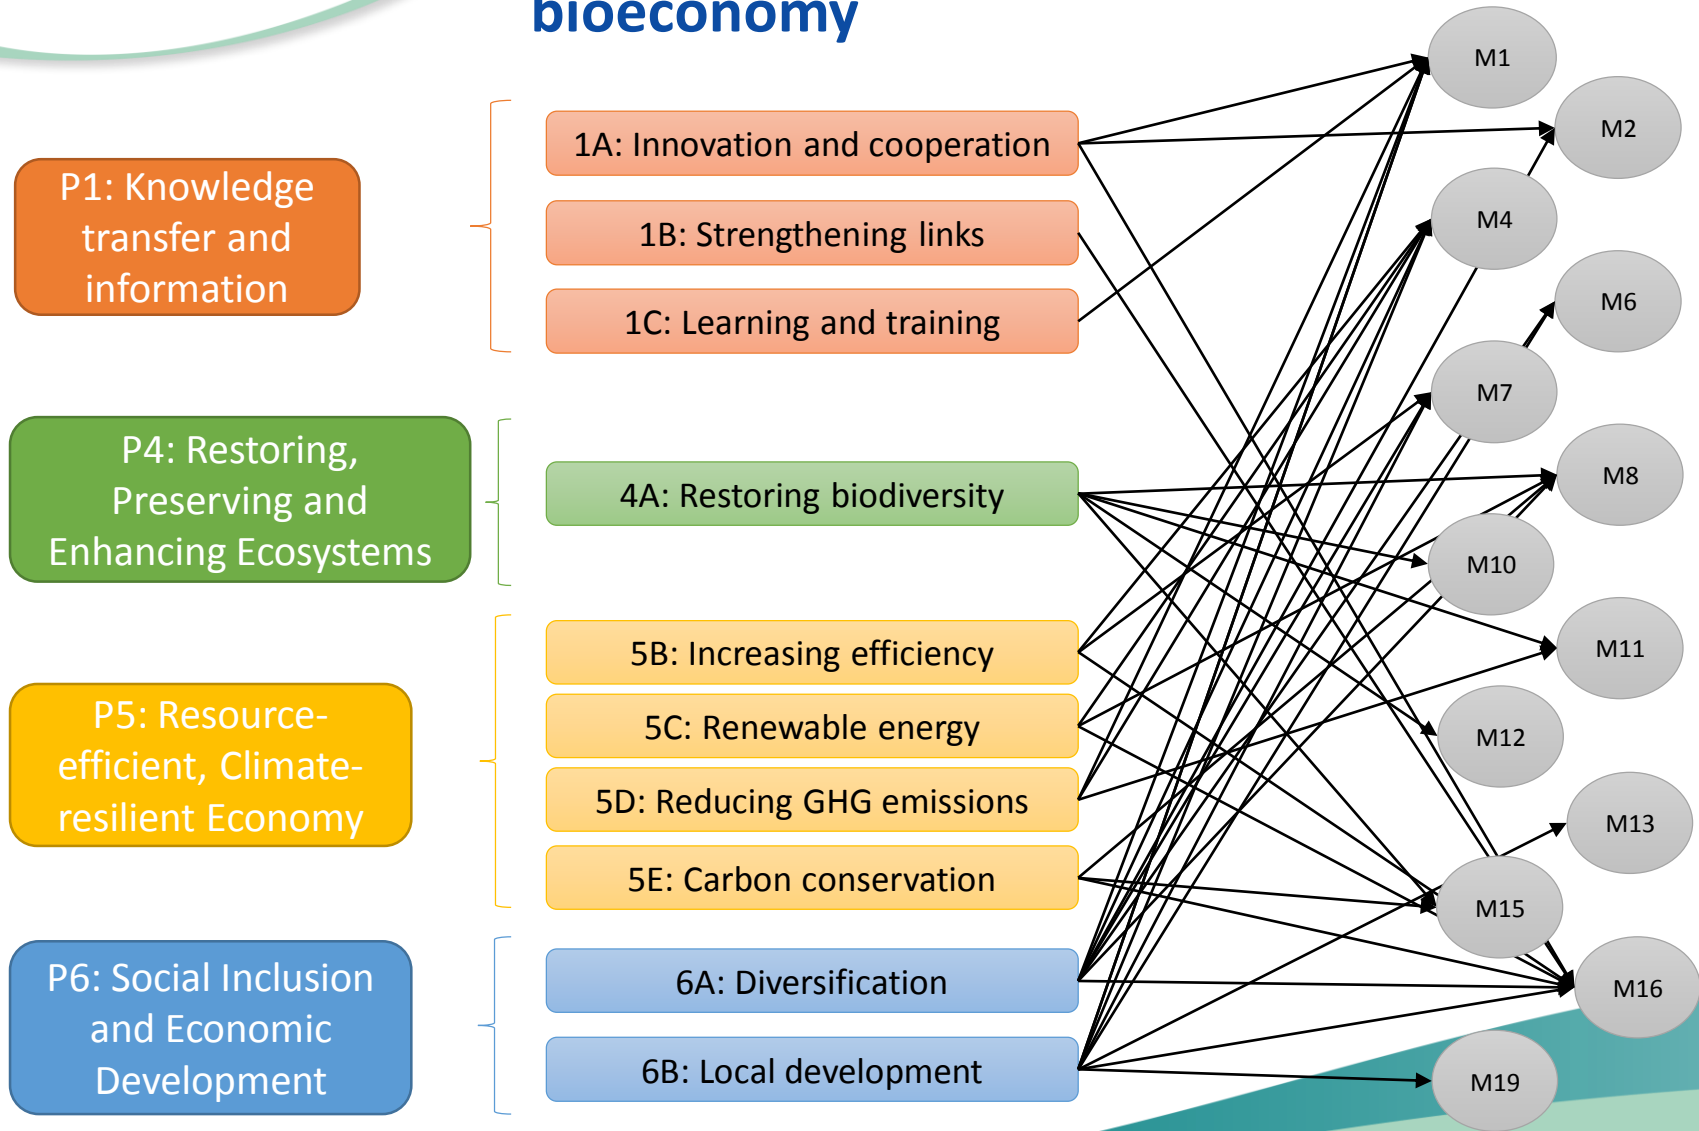 bioeconomy
P1: Knowledge
transfer and
information
1A: Innovation and cooperation
1B: Strengthening links
1C: Learning and training
P4: Restoring,
Preserving and
Enhancing Ecosystems
4A: Restoring biodiversity
P5: Resource-
efficient, Climate-
resilient Economy
5B: Increasing efficiency
5C: Renewable energy
5D: Reducing GHG emissions
5E: Carbon conservation
P6: Social Inclusion
and Economic
Development
6A: Diversification
6B: Local development
M1
M2
M4
M6
M7
M8
M10
M11
M12
M13
M15
M16
M19